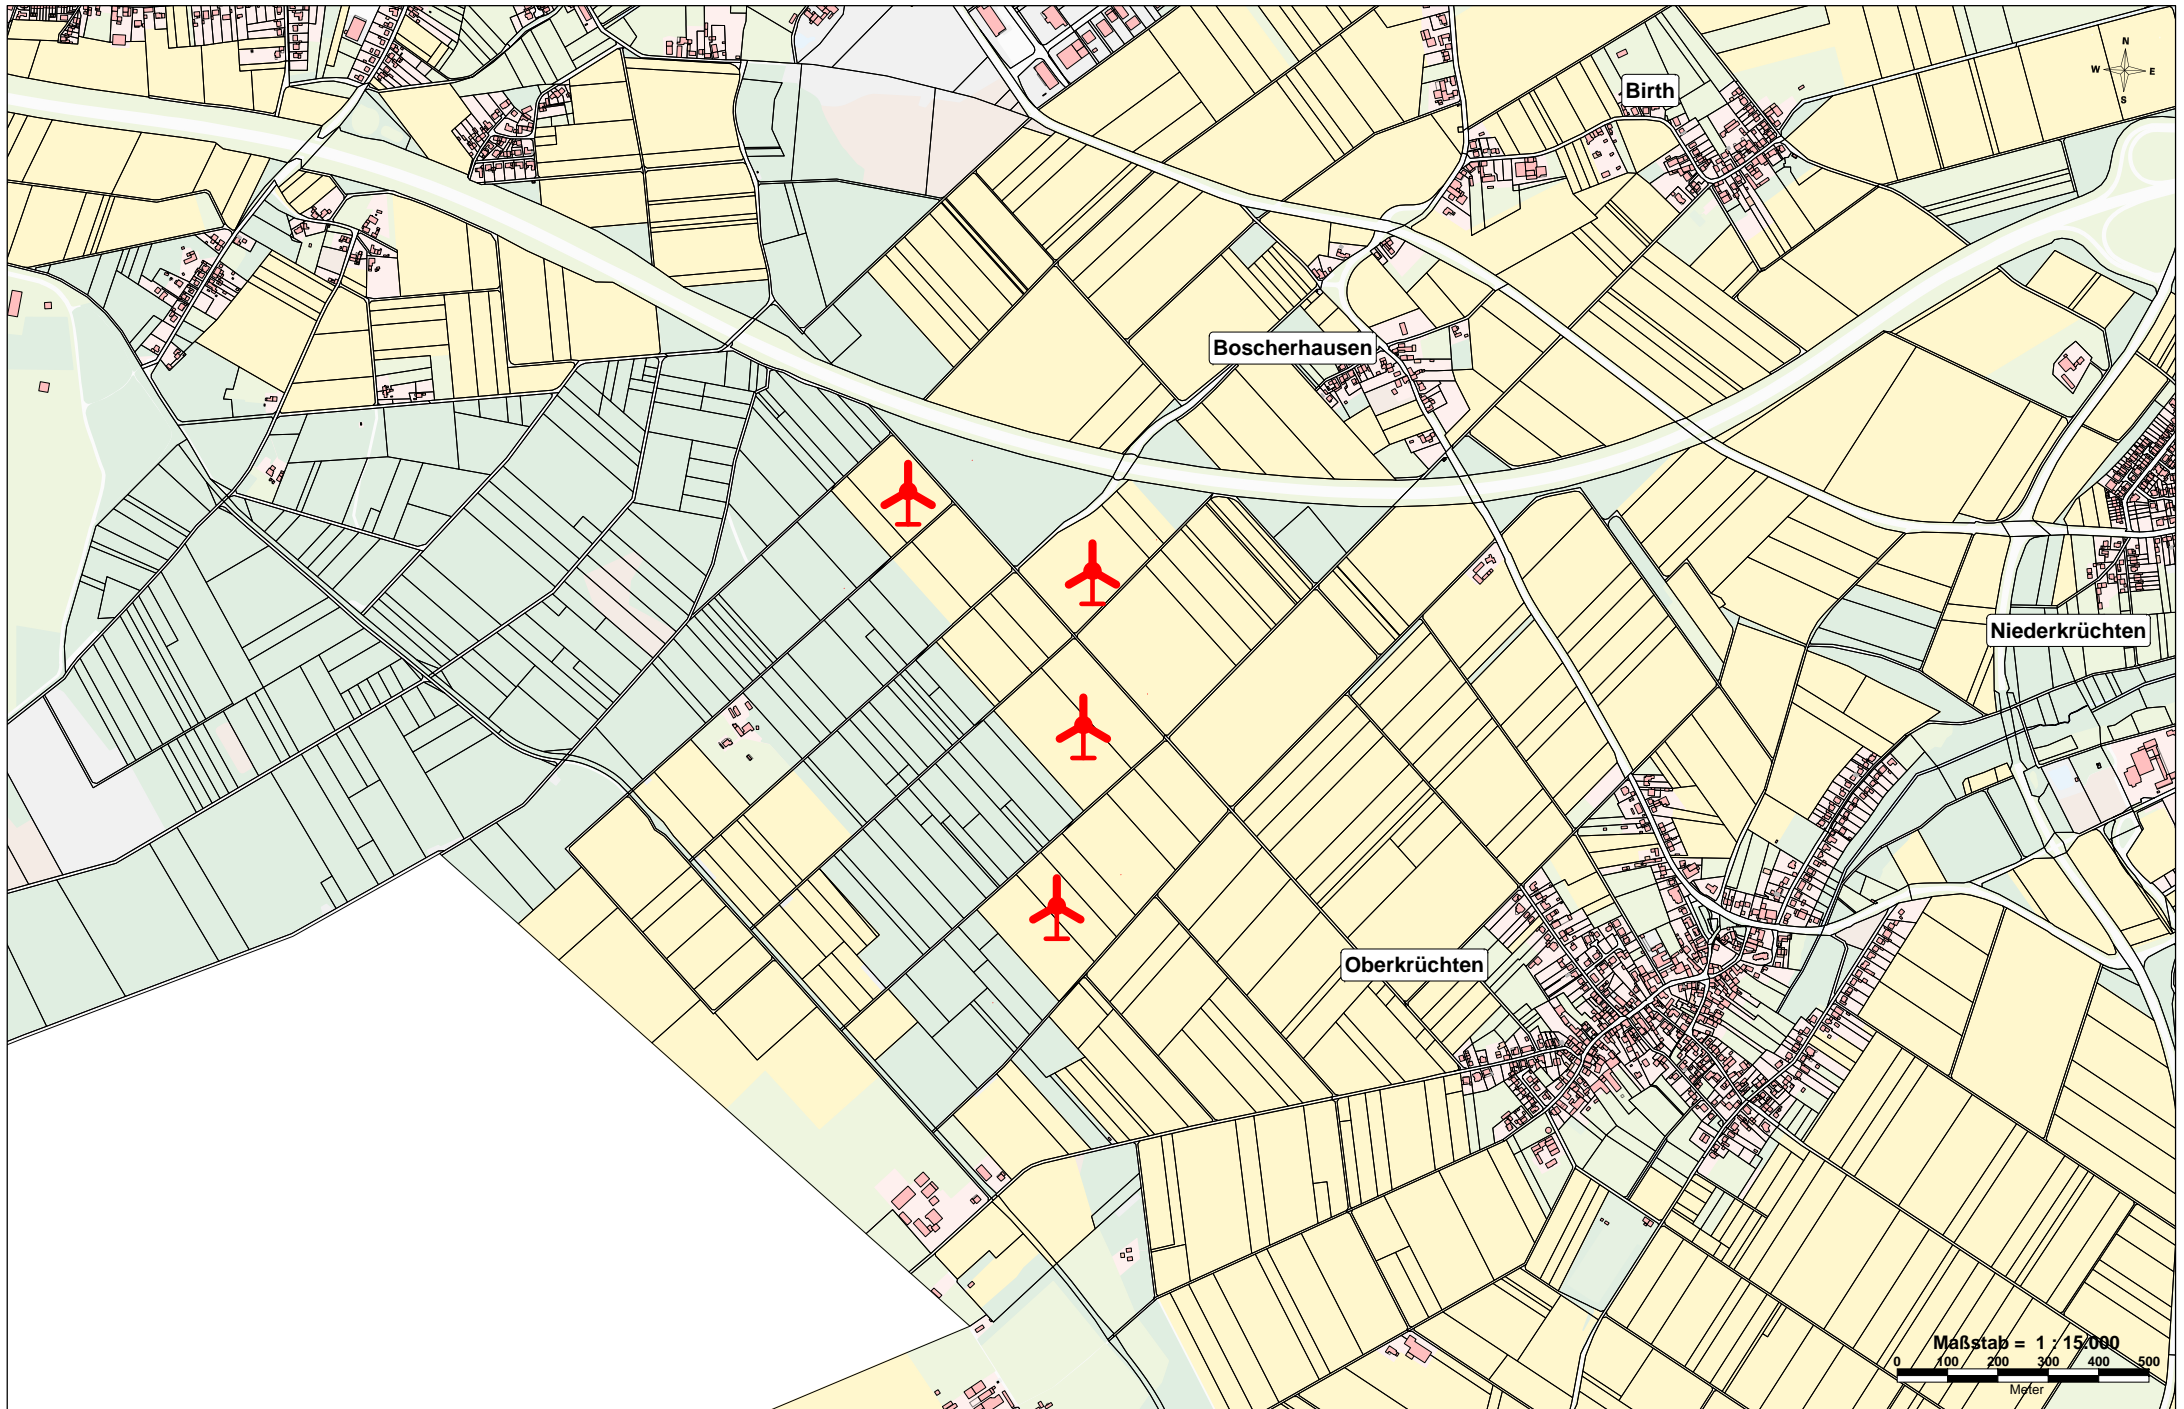 N
W E
S
Birth
Boscherhausen
Niederkrüchten
Oberkrüchten
Maßstab = 1 : 15.000
0 100 200 300 400 500
Meter